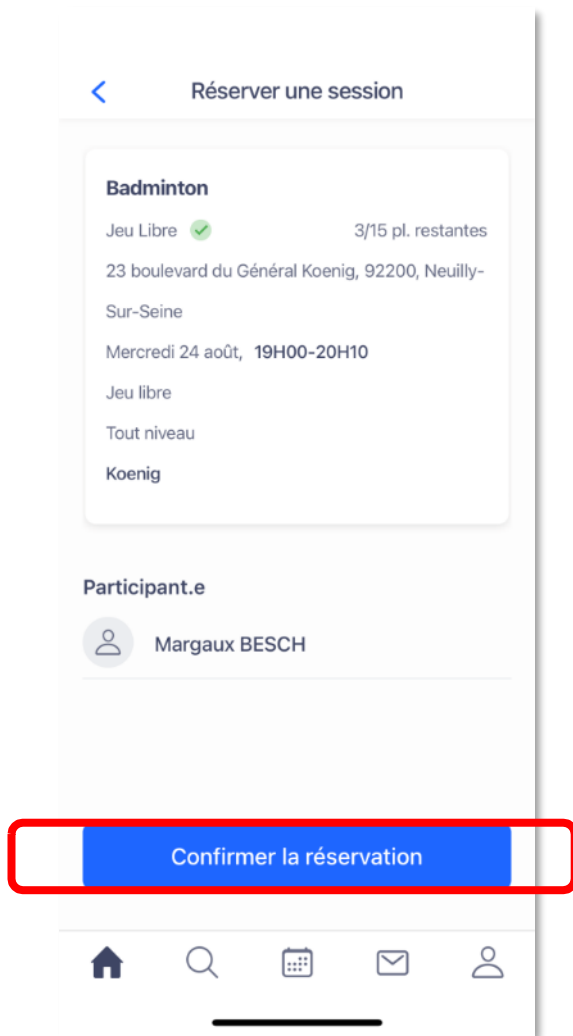 Réserver une session
Badminton
Jeu Libre 3/15 pl. restantes
23 boulevard du Général Koenig, 92200, Neuilly-
Sur-Seine
Mercredi 24 août, 19H00-20H10
Jeu libre
Tout niveau
Koenig
Participant.e
Margaux BESCH
Confirmer la réservation